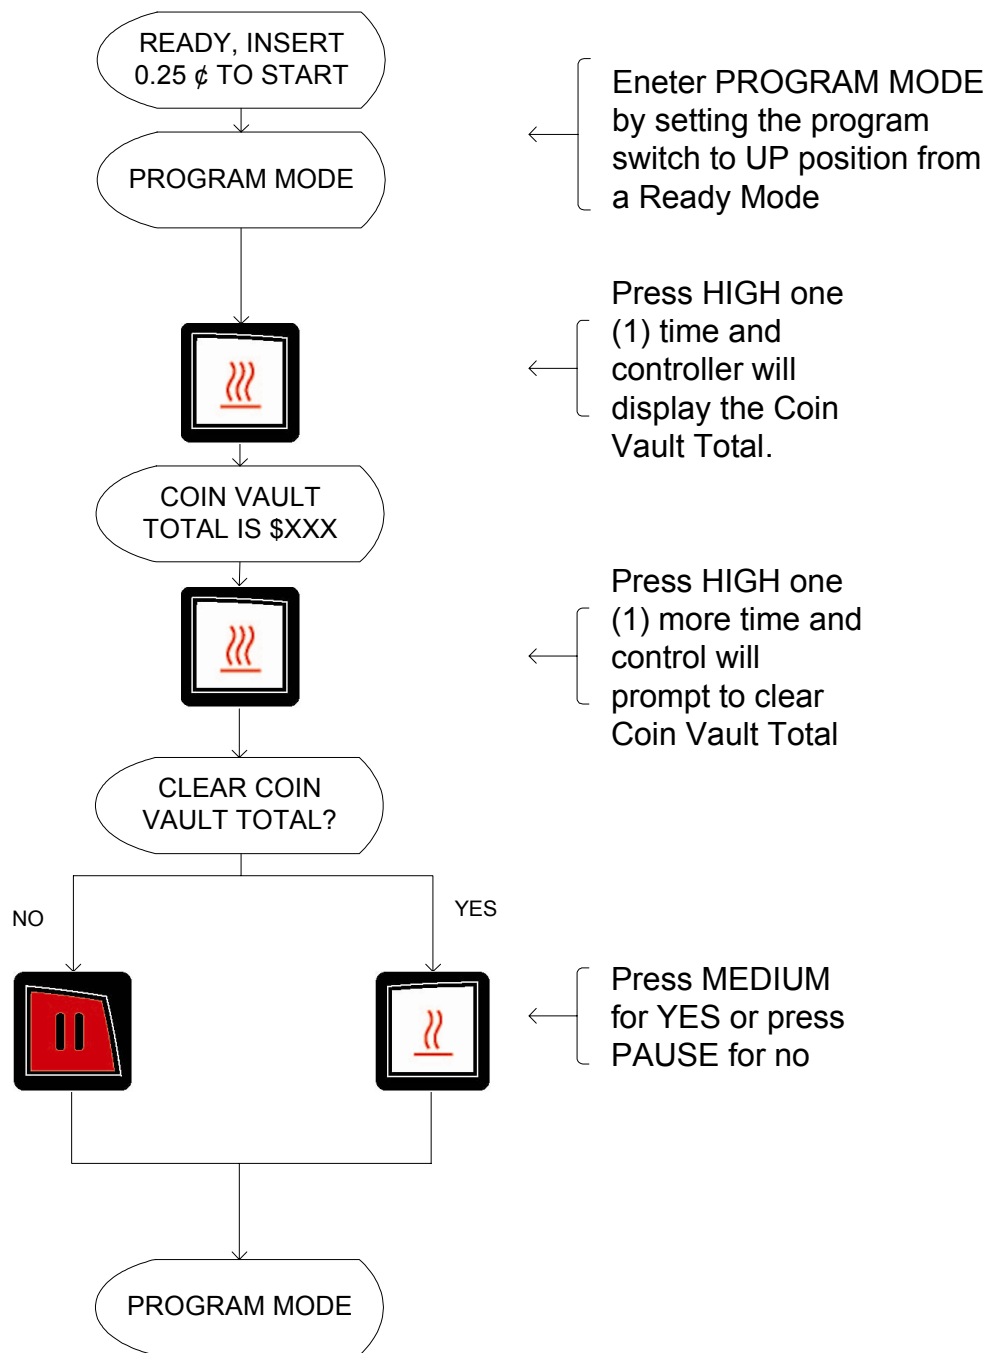 READY, INSERT
0.25 ¢ TO START
Eneter PROGRAM MODE
by setting the program
switch to UP position from
a Ready Mode
PROGRAM MODE
Press HIGH one
(1) time and
controller will
display the Coin
Vault Total.
COIN VAULT
TOTAL IS $XXX
Press HIGH one
(1) more time and
control will
prompt to clear
Coin Vault Total
CLEAR COIN
VAULT TOTAL?
NO
YES
Press MEDIUM
for YES or press
PAUSE for no
PROGRAM MODE